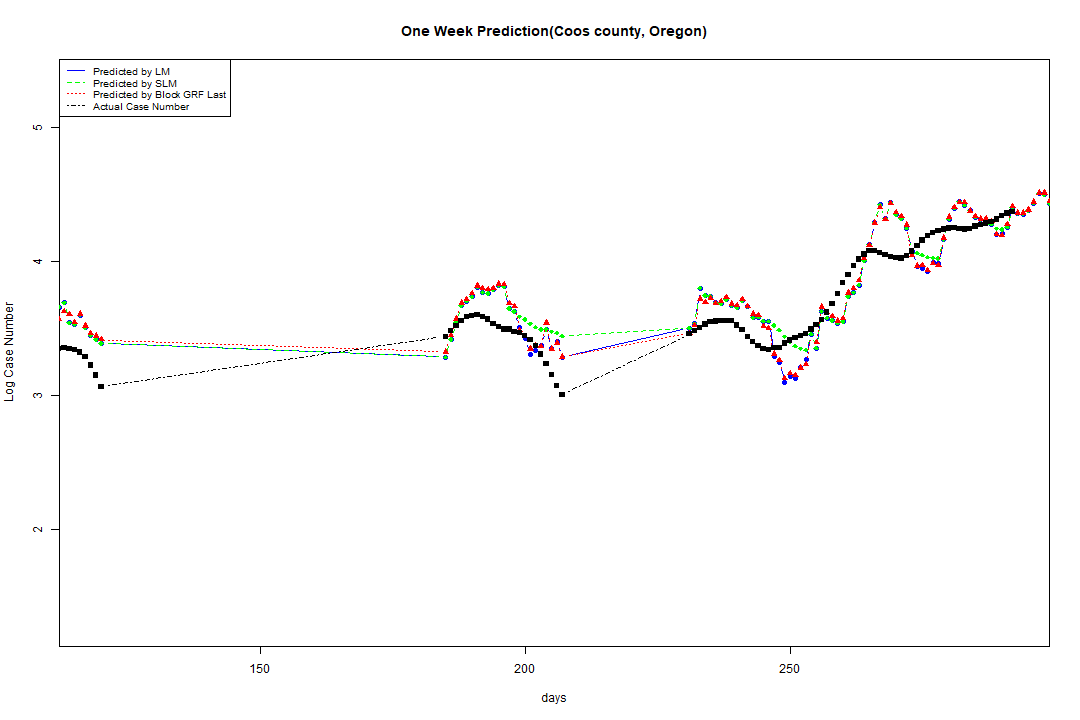 One Week Prediction(Coos county, Oregon)
Predicted by LM
Predicted by SLM
Predicted by Block GRF Last
Actual Case Number
5
4
3
2
Log Case Number
150
200
250
days